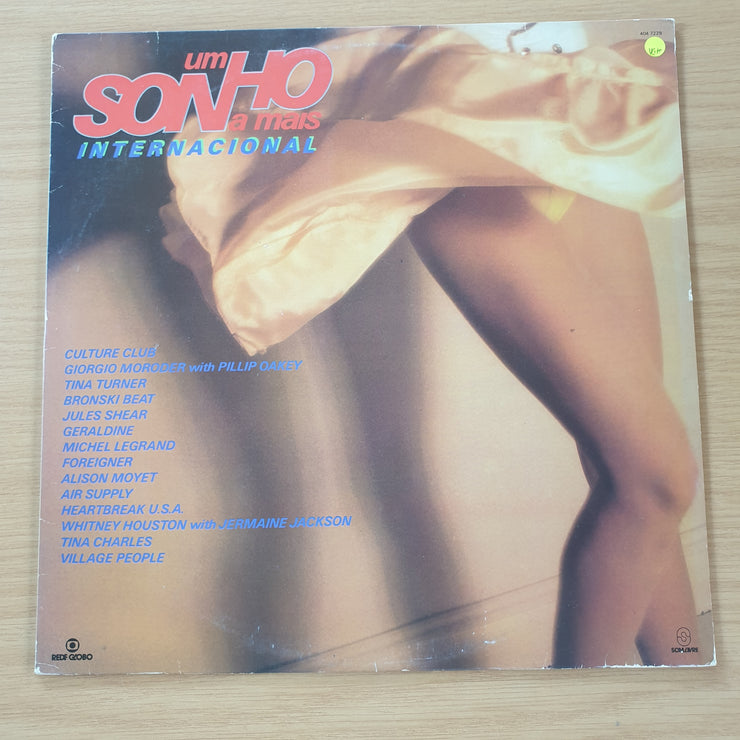 404.7228
um
SONHO
a mais
INTERNACIONAL
CULTURE CLUB
GIORGIO MORODER with PILLIP OAKEY
TINA TURNER
BRONSKI BEAT
JULES SHEAR
GERALDINE
MICHEL LEGRAND
FOREIGNER
ALISON MOYET
AIR SUPPLY
HEARTBREAK U.S.A.
WHITNEY HOUSTON with JERMAINE JACKSON
TINA CHARLES
VILLAGE PEOPLE
REDE GLOBO
SOM LIVRE